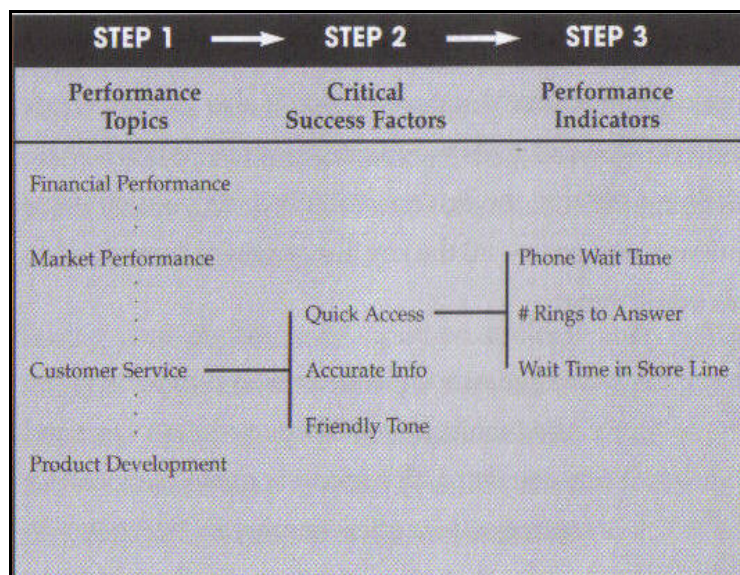 STEP 1 → STEP 2 → STEP 3
Performance Topics
Critical Success Factors
Performance Indicators
Financial Performance
Market Performance
Customer Service
Product Development
Quick Access
Accurate Info
Friendly Tone
Phone Wait Time
# Rings to Answer
Wait Time in Store Line